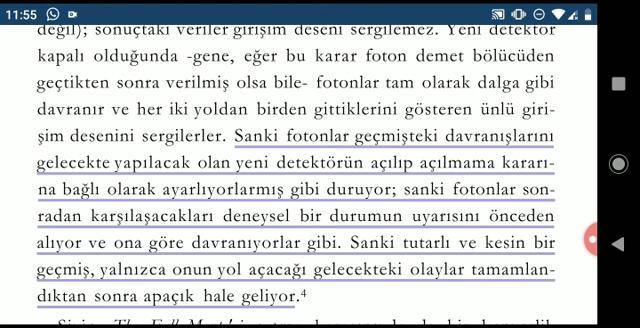 11:55
değil); sonuçtaki veriler girişim deseni sergilemez. Yeni detektör
kapalı olduğunda -gene, eğer bu karar foton demet bölücüden
geçtikten sonra verilmiş olsa bile- fotonlar tam olarak dalga gibi
davranır ve her iki yoldan birden gittiklerini gösteren ünlü giri-
şim desenini sergilerler. Sanki fotonlar geçmişteki davranışlarını
gelecekte yapılacak olan yeni detektörün açılıp açılmama kararı-
na bağlı olarak ayarlıyorlarmış gibi duruyor; sanki fotonlar son-
radan karşılaşacakları deneysel bir durumun uyarısını önceden
alıyor ve ona göre davranıyorlar gibi. Sanki tutarlı ve kesin bir
geçmiş, yalnızca onun yol açacağı gelecekteki olaylar tamamlan-
dıktan sonra apaçık hale geliyor.⁴